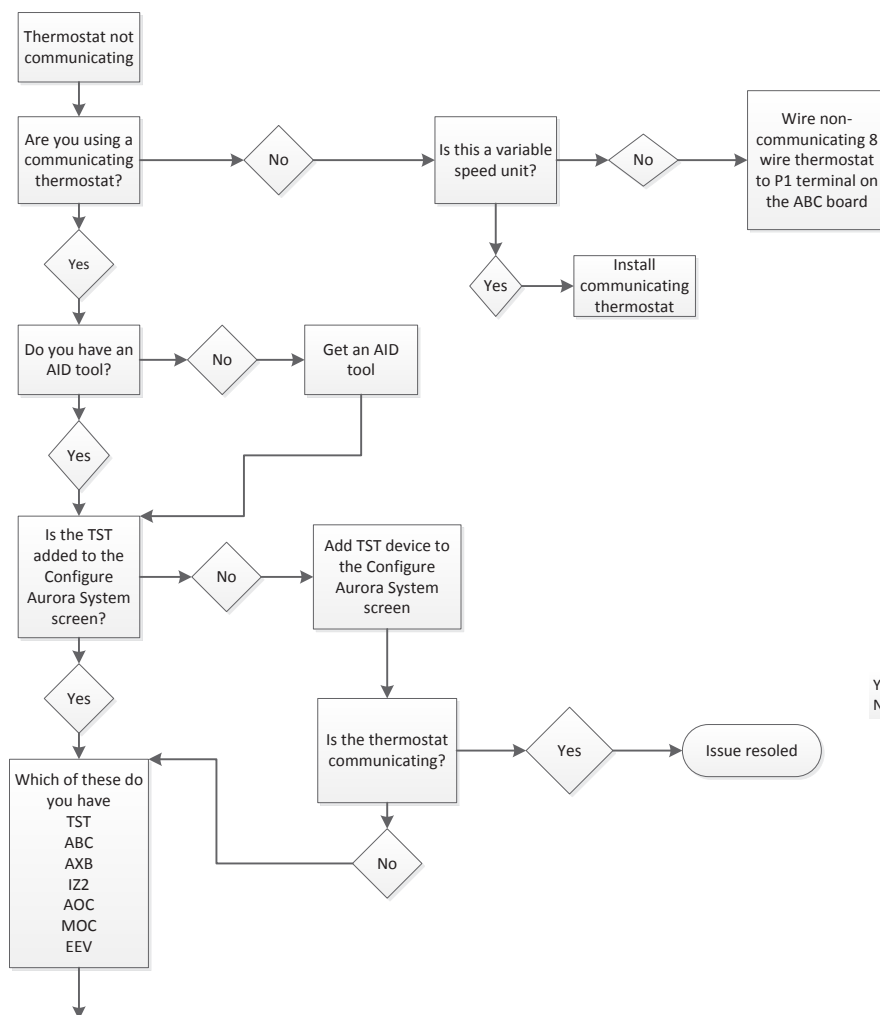 Thermostat not
communicating
Are you using a
communicating
thermostat?
No
Is this a variable
speed unit?
No
Wire non-
communicating 8
wire thermostat
to P1 terminal on
the ABC board
Yes
Yes
Install
communicating
thermostat
Do you have an
AID tool?
No
Get an AID
tool
Yes
Is the TST
added to the
Configure
Aurora System
screen?
No
Add TST device to
the Configure
Aurora System
screen
Yes
Is the thermostat
communicating?
Yes
Issue resoled
Which of these do
you have
TST
ABC
AXB
IZ2
AOC
MOC
EEV
No
Y
N